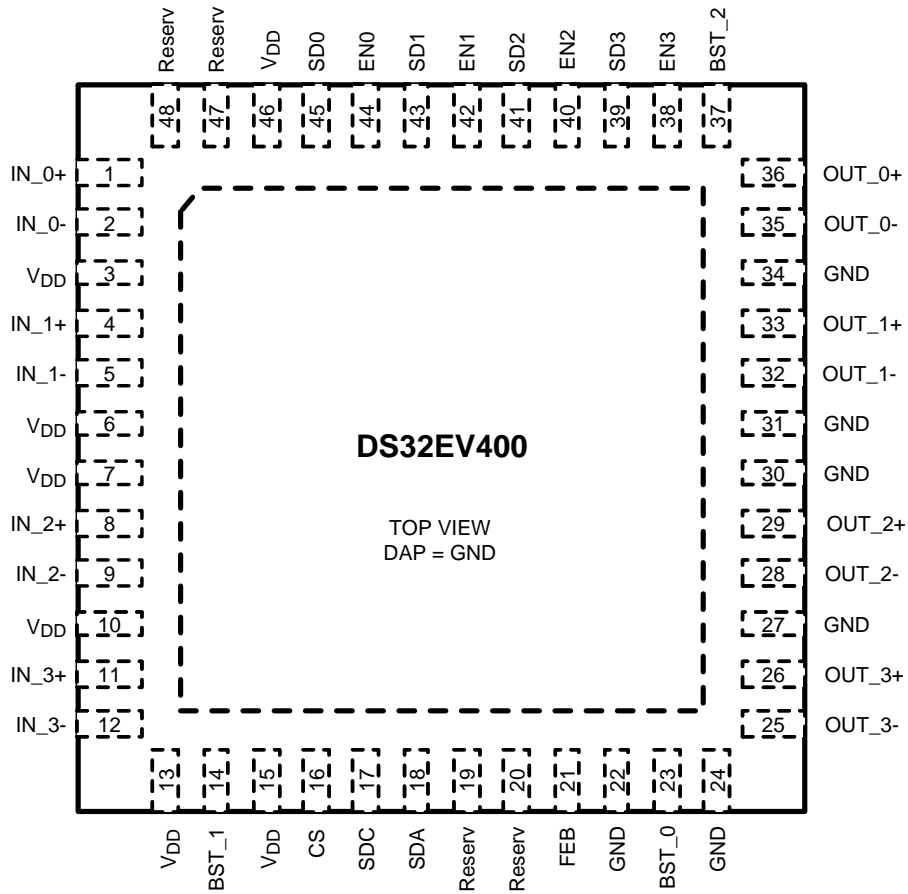 Reserv
Reserv
VDD
SD0
EN0
SD1
EN1
SD2
EN2
SD3
EN3
BST_2
48
47
46
45
44
43
42
41
40
39
38
37
IN_0+ 1 36 OUT_0+
IN_0- 2 35 OUT_0-
VDD 3 34 GND
IN_1+ 4 33 OUT_1+
IN_1- 5 32 OUT_1-
VDD 6 31 GND
VDD 7 30 GND
DS32EV400
IN_2+ 8 29 OUT_2+
TOP VIEW
DAP = GND
IN_2- 9 28 OUT_2-
VDD 10 27 GND
IN_3+ 11 26 OUT_3+
IN_3- 12 25 OUT_3-
13
14
15
16
17
18
19
20
21
22
23
24
VDD
BST_1
VDD
CS
SDC
SDA
Reserv
Reserv
FEB
GND
BST_0
GND